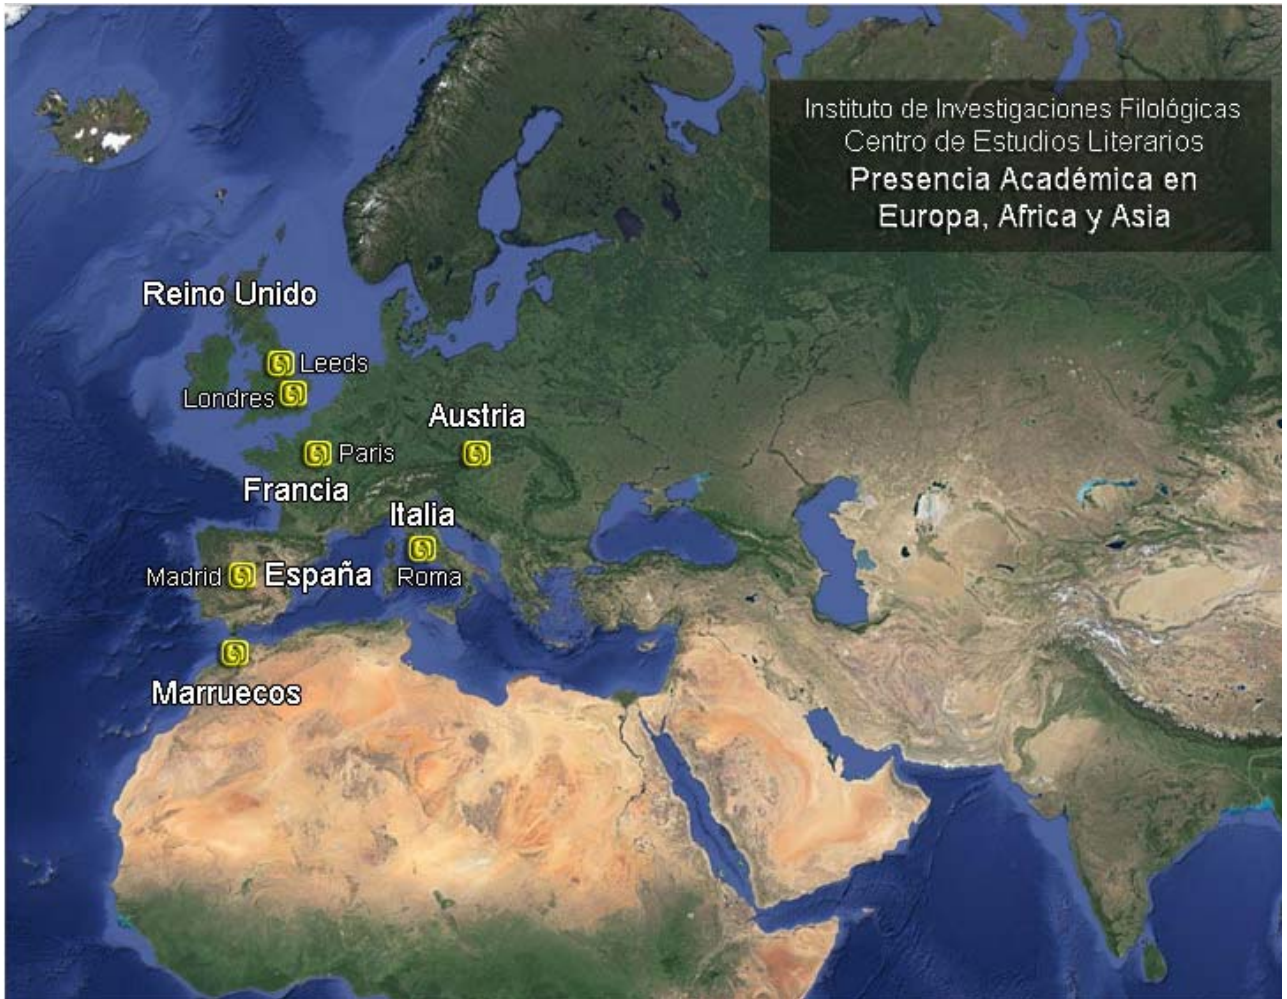 Instituto de Investigaciones Filológicas
Centro de Estudios Literarios
Presencia Académica en
Europa, Africa y Asia
Reino Unido
Leeds
Londres
Austria
Paris
Francia
Italia
Madrid
España
Roma
Marruecos